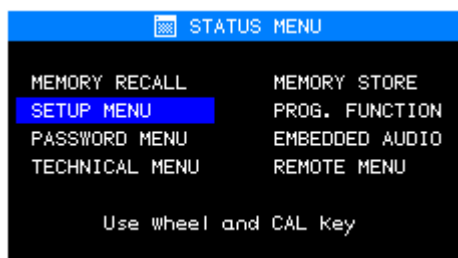 STATUS MENU
MEMORY RECALL MEMORY STORE
SETUP MENU PROG. FUNCTION
PASSWORD MENU EMBEDDED AUDIO
TECHNICAL MENU REMOTE MENU
Use Wheel and CAL Key